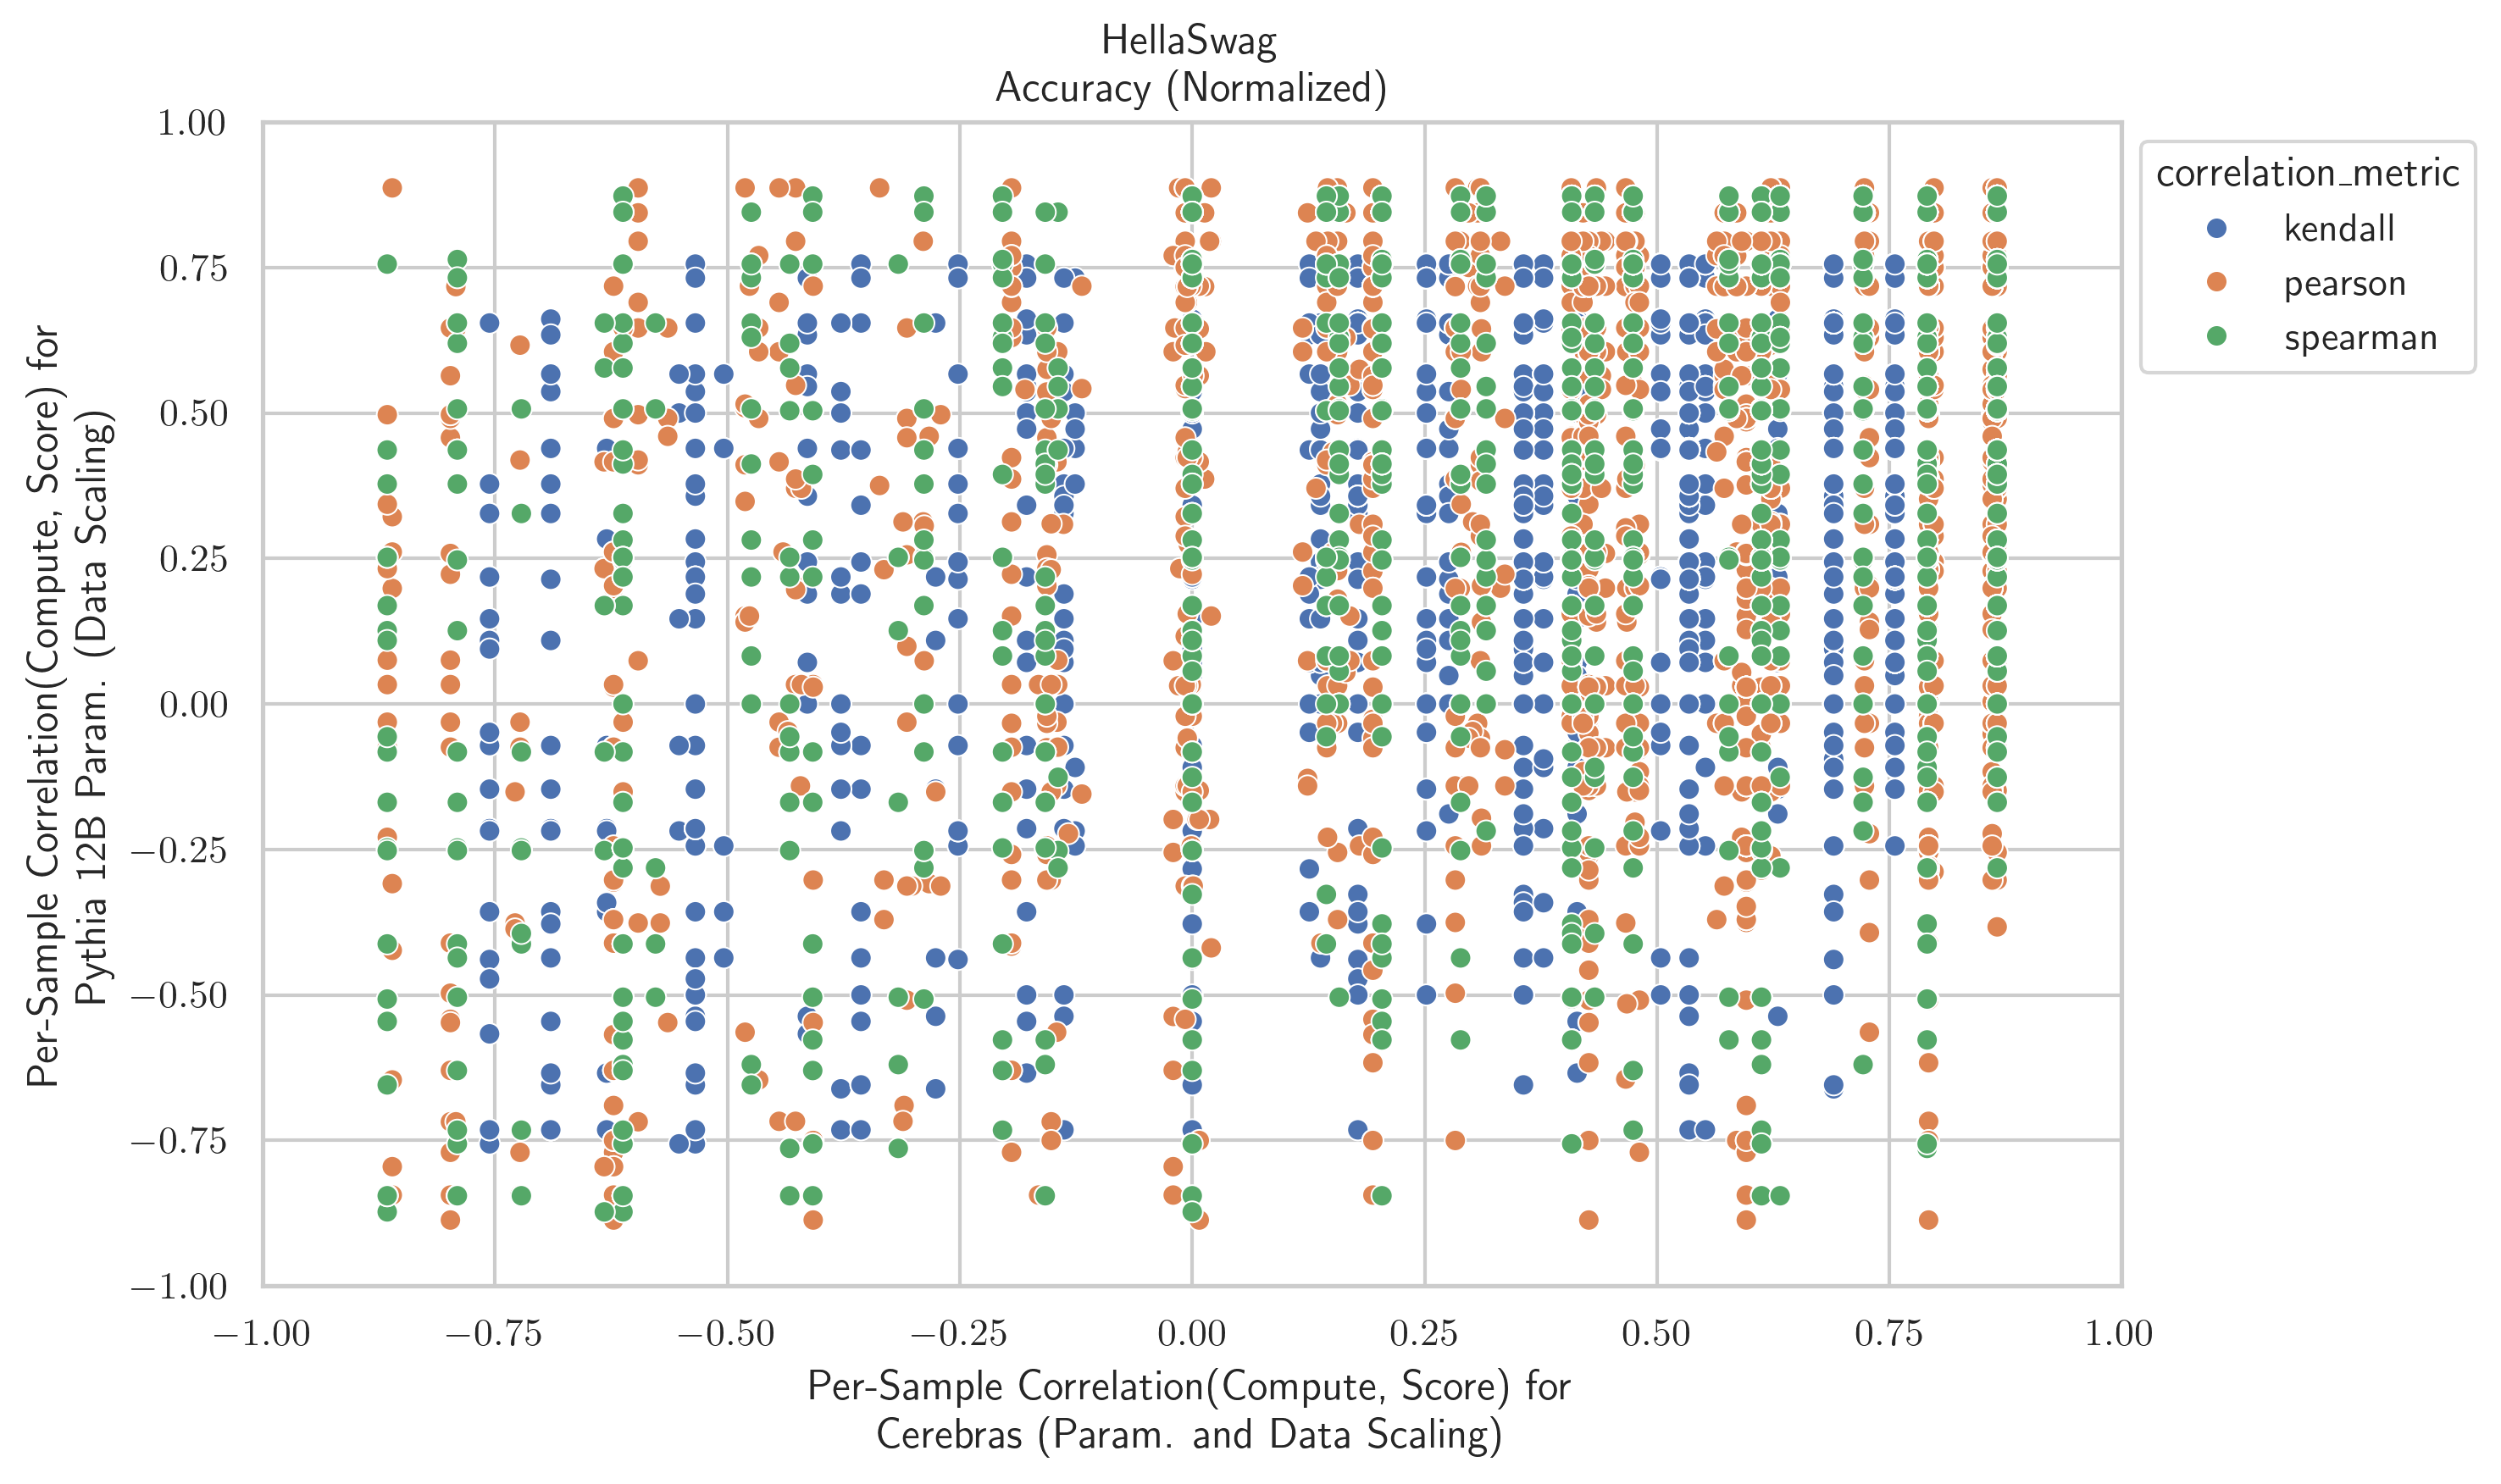 HellaSwag
Accuracy (Normalized)
1.00
0.75
0.50
0.25
0.00
−0.25
−0.50
−0.75
−1.00
Per-Sample Correlation(Compute, Score) for
Pythia 12B Param. (Data Scaling)
correlation_metric
kendall
pearson
spearman
−1.00 −0.75 −0.50 −0.25 0.00 0.25 0.50 0.75 1.00
Per-Sample Correlation(Compute, Score) for
Cerebras (Param. and Data Scaling)